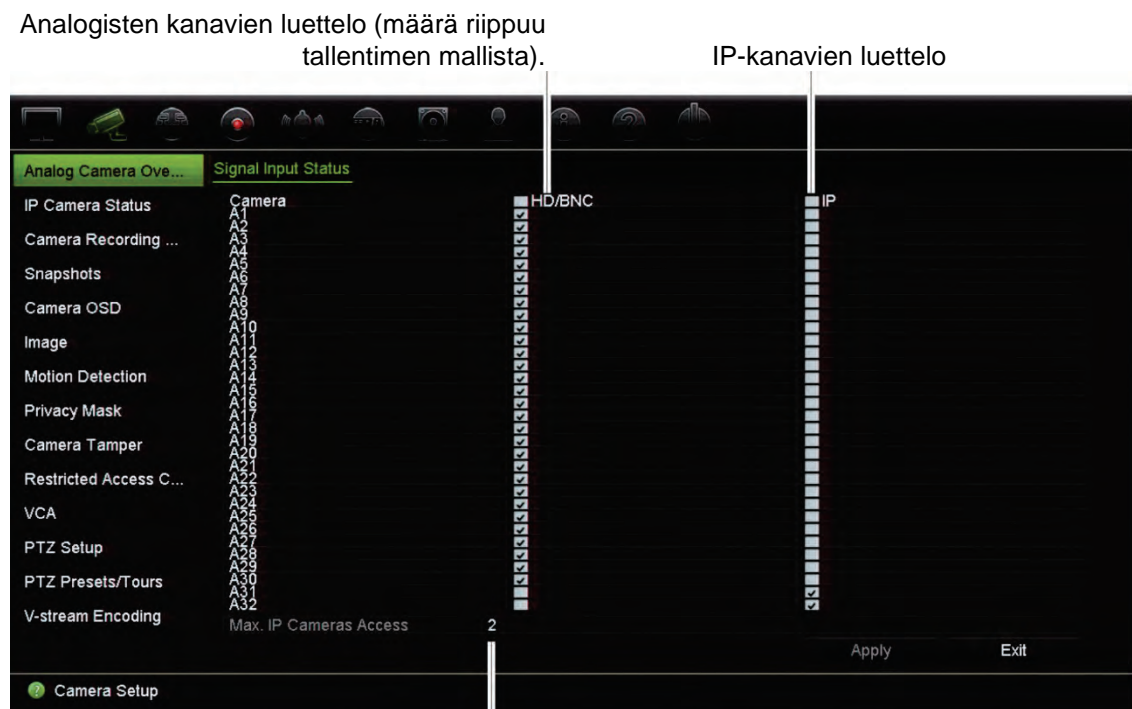 Analogisten kanavien luettelo (määrä riippuu
tallentimen mallista).
IP-kanavien luettelo
Analog Camera Ove...
Signal Input Status
IP Camera Status
Camera Recording ...
Snapshots
Camera OSD
Image
Motion Detection
Privacy Mask
Camera Tamper
Restricted Access C...
VCA
PTZ Setup
PTZ Presets/Tours
V-stream Encoding
Camera HD/BNC IP
A1
A2
A3
A4
A5
A6
A7
A8
A9
A10
A11
A12
A13
A14
A15
A16
A17
A18
A19
A20
A21
A22
A23
A24
A25
A26
A27
A28
A29
A30
A31
A32
Max. IP Cameras Access 2
Apply Exit
Camera Setup